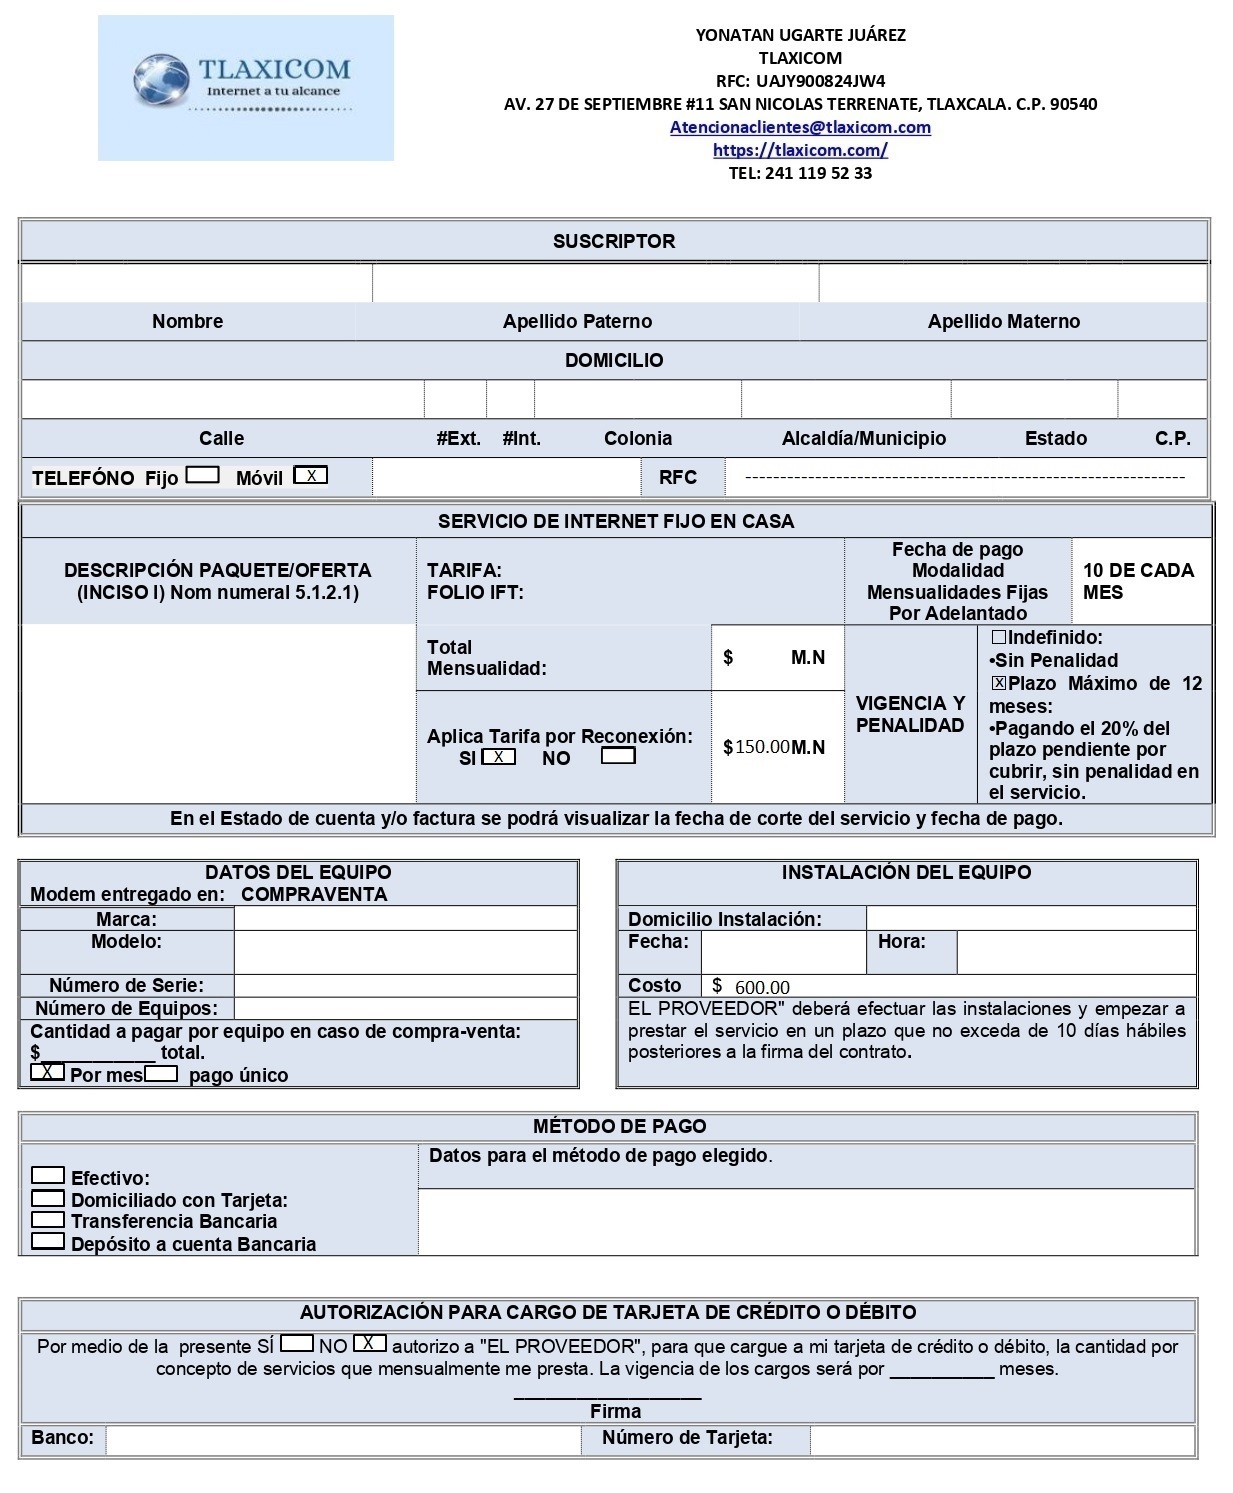 TLAXICOM
Internet a tu alcance
YONATAN UGARTE JUÁREZ
TLAXICOM
RFC: UAJY900824JW4
AV. 27 DE SEPTIEMBRE #11 SAN NICOLAS TERRENATE, TLAXCALA. C.P. 90540
Atencionaclientes@tlaxicom.com
https://tlaxicom.com/
TEL: 241 119 52 33
SUSCRIPTOR
Nombre Apellido Paterno Apellido Materno
DOMICILIO
Calle #Ext. #Int. Colonia Alcaldía/Municipio Estado C.P.
TELEFÓNO Fijo Móvil X RFC ---------------------------------------------------------------
SERVICIO DE INTERNET FIJO EN CASA
DESCRIPCIÓN PAQUETE/OFERTA
(INCISO I) Nom numeral 5.1.2.1)
TARIFA:
FOLIO IFT:
Fecha de pago
Modalidad
Mensualidades Fijas
Por Adelantado
10 DE CADA
MES
Total
Mensualidad:
$ M.N
Aplica Tarifa por Reconexión:
SI X NO
$150.00M.N
VIGENCIA Y
PENALIDAD
☐Indefinido:
•Sin Penalidad
☒Plazo Máximo de 12
meses:
•Pagando el 20% del
plazo pendiente por
cubrir, sin penalidad en
el servicio.
En el Estado de cuenta y/o factura se podrá visualizar la fecha de corte del servicio y fecha de pago.
DATOS DEL EQUIPO
Modem entregado en: COMPRAVENTA
Marca:
Modelo:
Número de Serie:
Número de Equipos:
Cantidad a pagar por equipo en caso de compra-venta:
$___________ total.
X Por mes pago único
INSTALACIÓN DEL EQUIPO
Domicilio Instalación:
Fecha: Hora:
Costo $ 600.00
EL PROVEEDOR" deberá efectuar las instalaciones y empezar a
prestar el servicio en un plazo que no exceda de 10 días hábiles
posteriores a la firma del contrato.
MÉTODO DE PAGO
Efectivo:
Domiciliado con Tarjeta:
Transferencia Bancaria
Depósito a cuenta Bancaria
Datos para el método de pago elegido.
AUTORIZACIÓN PARA CARGO DE TARJETA DE CRÉDITO O DÉBITO
Por medio de la presente SÍ NO X autorizo a "EL PROVEEDOR", para que cargue a mi tarjeta de crédito o débito, la cantidad por
concepto de servicios que mensualmente me presta. La vigencia de los cargos será por __________ meses.
__________________
Firma
Banco: Número de Tarjeta: